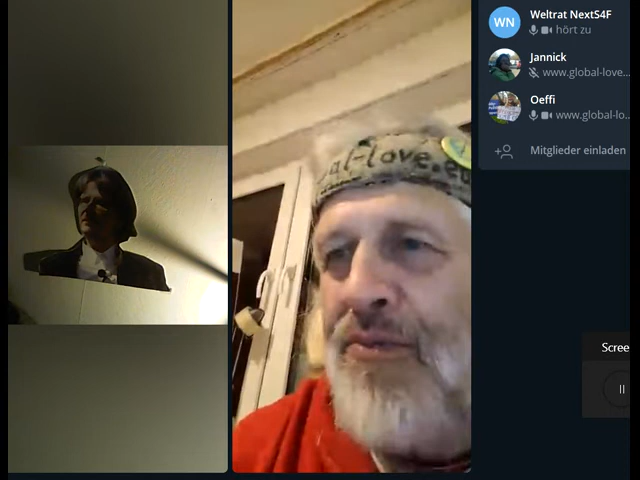 al-love.eu
Weltrat NextS4F
WN
hört zu
Jannick
www.global-love...
Oeffi
www.global-lo...
Mitglieder einladen
Scree